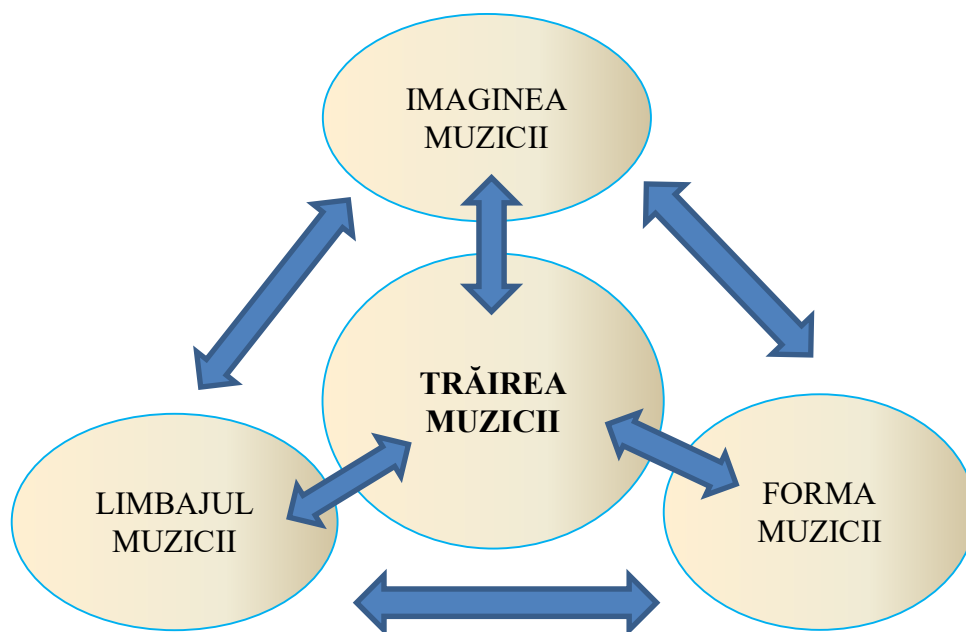 IMAGINEA
MUZICII
TRĂIREA
MUZICII
LIMBAJUL
MUZICII
FORMA
MUZICII